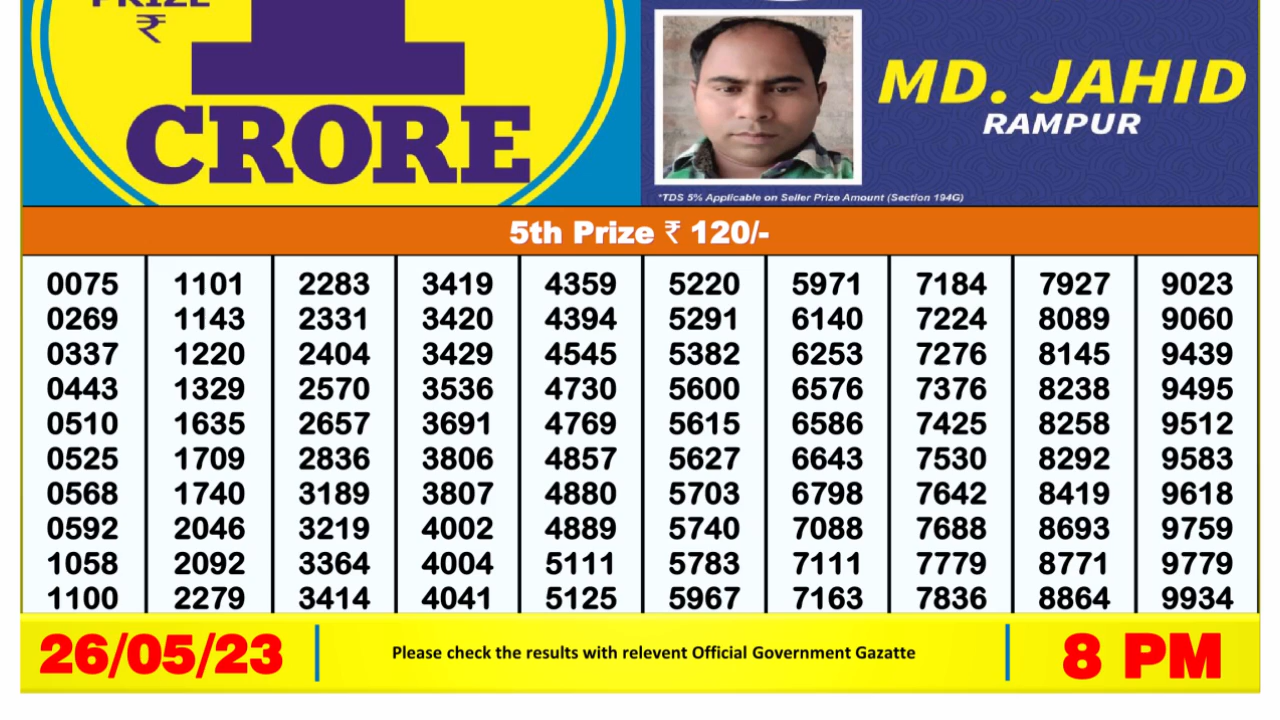 PRIZE
₹
1
CRORE
MD. JAHID
RAMPUR
*TDS 5% Applicable on Seller Prize Amount (Section 194G)
5th Prize ₹ 120/-
0075 1101 2283 3419 4359 5220 5971 7184 7927 9023
0269 1143 2331 3420 4394 5291 6140 7224 8089 9060
0337 1220 2404 3429 4545 5382 6253 7276 8145 9439
0443 1329 2570 3536 4730 5600 6576 7376 8238 9495
0510 1635 2657 3691 4769 5615 6586 7425 8258 9512
0525 1709 2836 3806 4857 5627 6643 7530 8292 9583
0568 1740 3189 3807 4880 5703 6798 7642 8419 9618
0592 2046 3219 4002 4889 5740 7088 7688 8693 9759
1058 2092 3364 4004 5111 5783 7111 7779 8771 9779
1100 2279 3414 4041 5125 5967 7163 7836 8864 9934
26/05/23 Please check the results with relevent Official Government Gazatte 8 PM